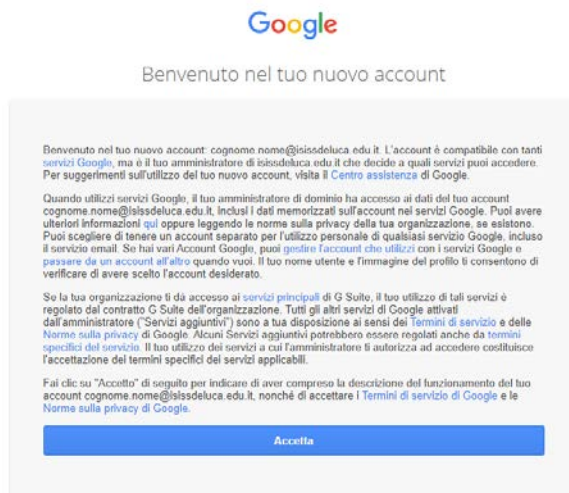 Google
Benvenuto nel tuo nuovo account
Benvenuto nel tuo nuovo account: cognome.nome@isissdeluca.edu.it. L'account è compatibile con tanti
servizi Google, ma è il tuo amministratore di isissdeluca.edu.it che decide a quali servizi puoi accedere.
Per suggerimenti sull'utilizzo del tuo nuovo account, visita il Centro assistenza di Google.
Quando utilizzi servizi Google, il tuo amministratore di dominio ha accesso ai dati del tuo account
cognome.nome@isissdeluca.edu.it, inclusi i dati memorizzati sull'account nei servizi Google. Puoi avere
ulteriori informazioni qui oppure leggendo le norme sulla privacy della tua organizzazione, se esistono.
Puoi scegliere di tenere un account separato per l'utilizzo personale di qualsiasi servizio Google, incluso
il servizio email. Se hai vari Account Google, puoi gestire l'account che utilizzi con i servizi Google e
passare da un account all'altro quando vuoi. Il tuo nome utente e l'immagine del profilo ti consentono di
verificare di avere scelto l'account desiderato.
Se la tua organizzazione ti dà accesso ai servizi principali di G Suite, il tuo utilizzo di tali servizi è
regolato dal contratto G Suite dell'organizzazione. Tutti gli altri servizi di Google attivati
dall'amministratore ("Servizi aggiuntivi") sono a tua disposizione ai sensi dei Termini di servizio e delle
Norme sulla privacy di Google. Alcuni Servizi aggiuntivi potrebbero essere regolati anche da termini
specifici del servizio. Il tuo utilizzo dei servizi a cui l'amministratore ti autorizza ad accedere costituisce
l'accettazione dei termini specifici dei servizi applicabili.
Fai clic su "Accetto" di seguito per indicare di aver compreso la descrizione del funzionamento del tuo
account cognome.nome@isissdeluca.edu.it, nonché di accettare i Termini di servizio di Google e le
Norme sulla privacy di Google.
Accetta